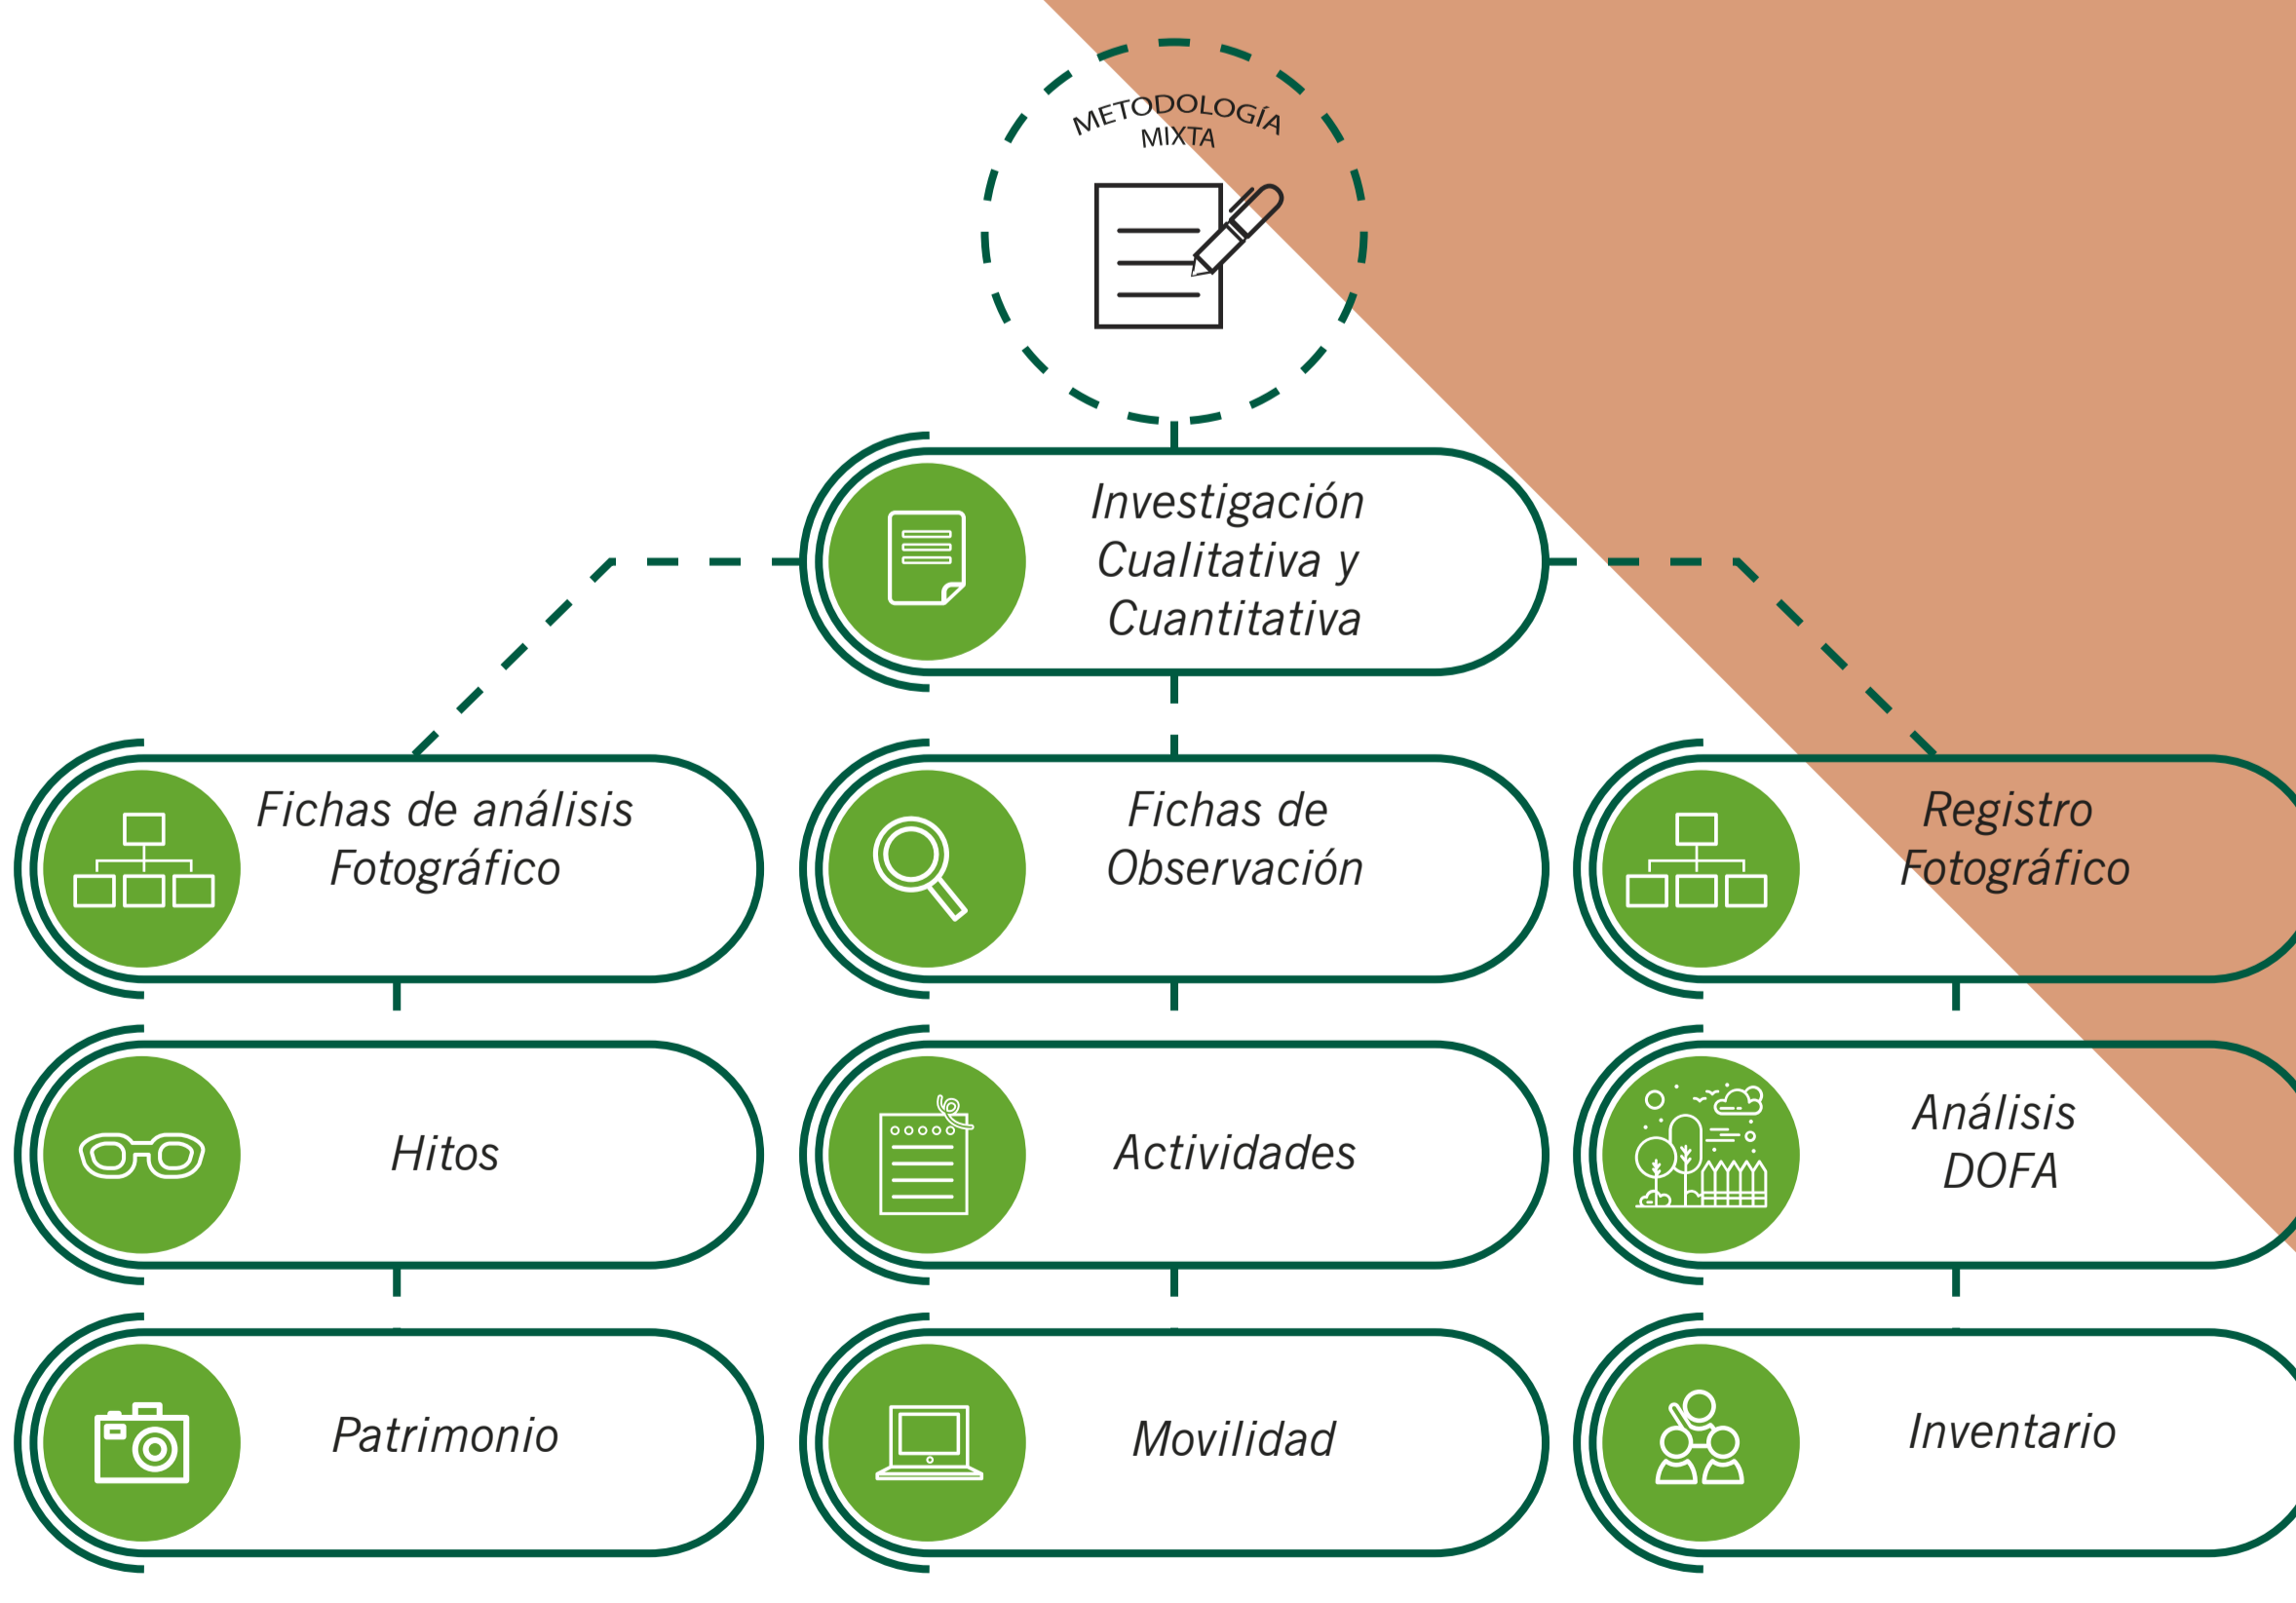 METODOLOGÍA
MIXTA
Investigación
Cualitativa y
Cuantitativa
Fichas de análisis
Fotográfico
Fichas de
Observación
Registro
Fotográfico
Hitos
Actividades
Análisis
DOFA
Patrimonio
Movilidad
Inventario